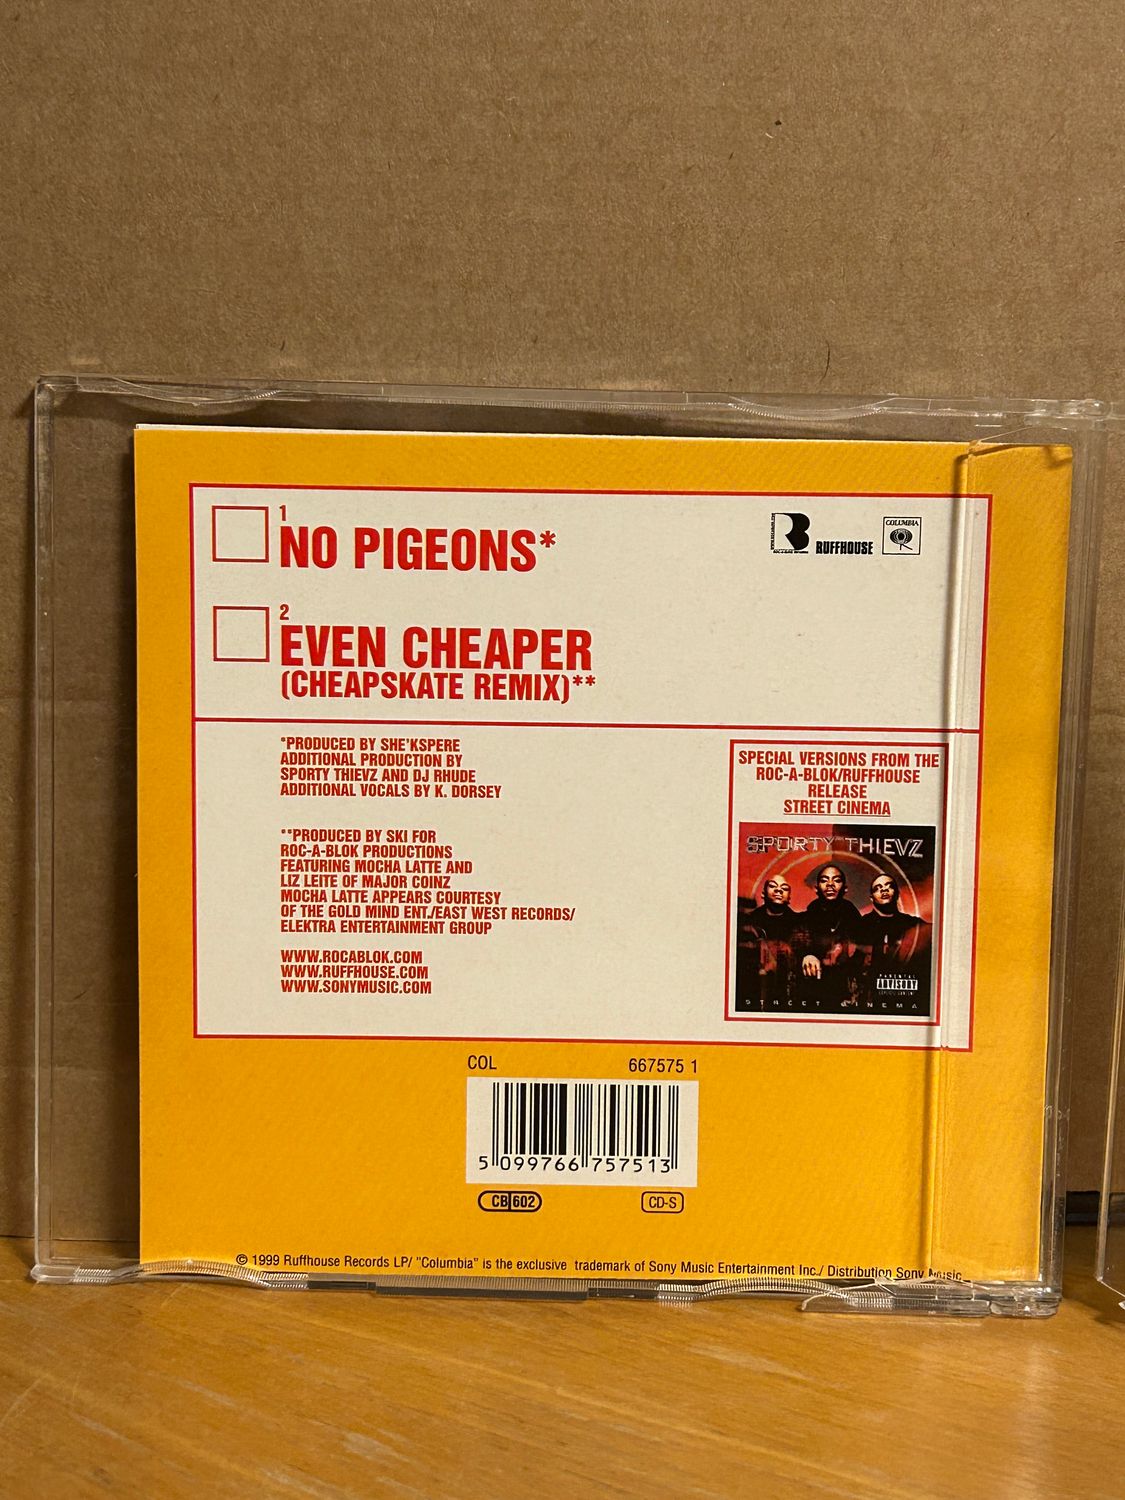 1
NO PIGEONS*
ROC-A-BLOK RECORDS
RUFFHOUSE
COLUMBIA
2
EVEN CHEAPER
(CHEAPSKATE REMIX)**
*PRODUCED BY SHE'KSPERE
ADDITIONAL PRODUCTION BY
SPORTY THIEVZ AND DJ RHUDE
ADDITIONAL VOCALS BY K. DORSEY
**PRODUCED BY SKI FOR
ROC-A-BLOK PRODUCTIONS
FEATURING MOCHA LATTE AND
LIZ LEITE OF MAJOR COINZ
MOCHA LATTE APPEARS COURTESY
OF THE GOLD MIND ENT./EAST WEST RECORDS/
ELEKTRA ENTERTAINMENT GROUP
WWW.ROCABLOK.COM
WWW.RUFFHOUSE.COM
WWW.SONYMUSIC.COM
SPECIAL VERSIONS FROM THE
ROC-A-BLOK/RUFFHOUSE
RELEASE
STREET CINEMA
SPORTY THIEVZ
PARENTAL
ADVISORY
EXPLICIT CONTENT
STREET CINEMA
COL 667575 1
5 099766 757513
CB 602
CD-S
© 1999 Ruffhouse Records LP/ "Columbia" is the exclusive trademark of Sony Music Entertainment Inc./ Distribution Sony Music